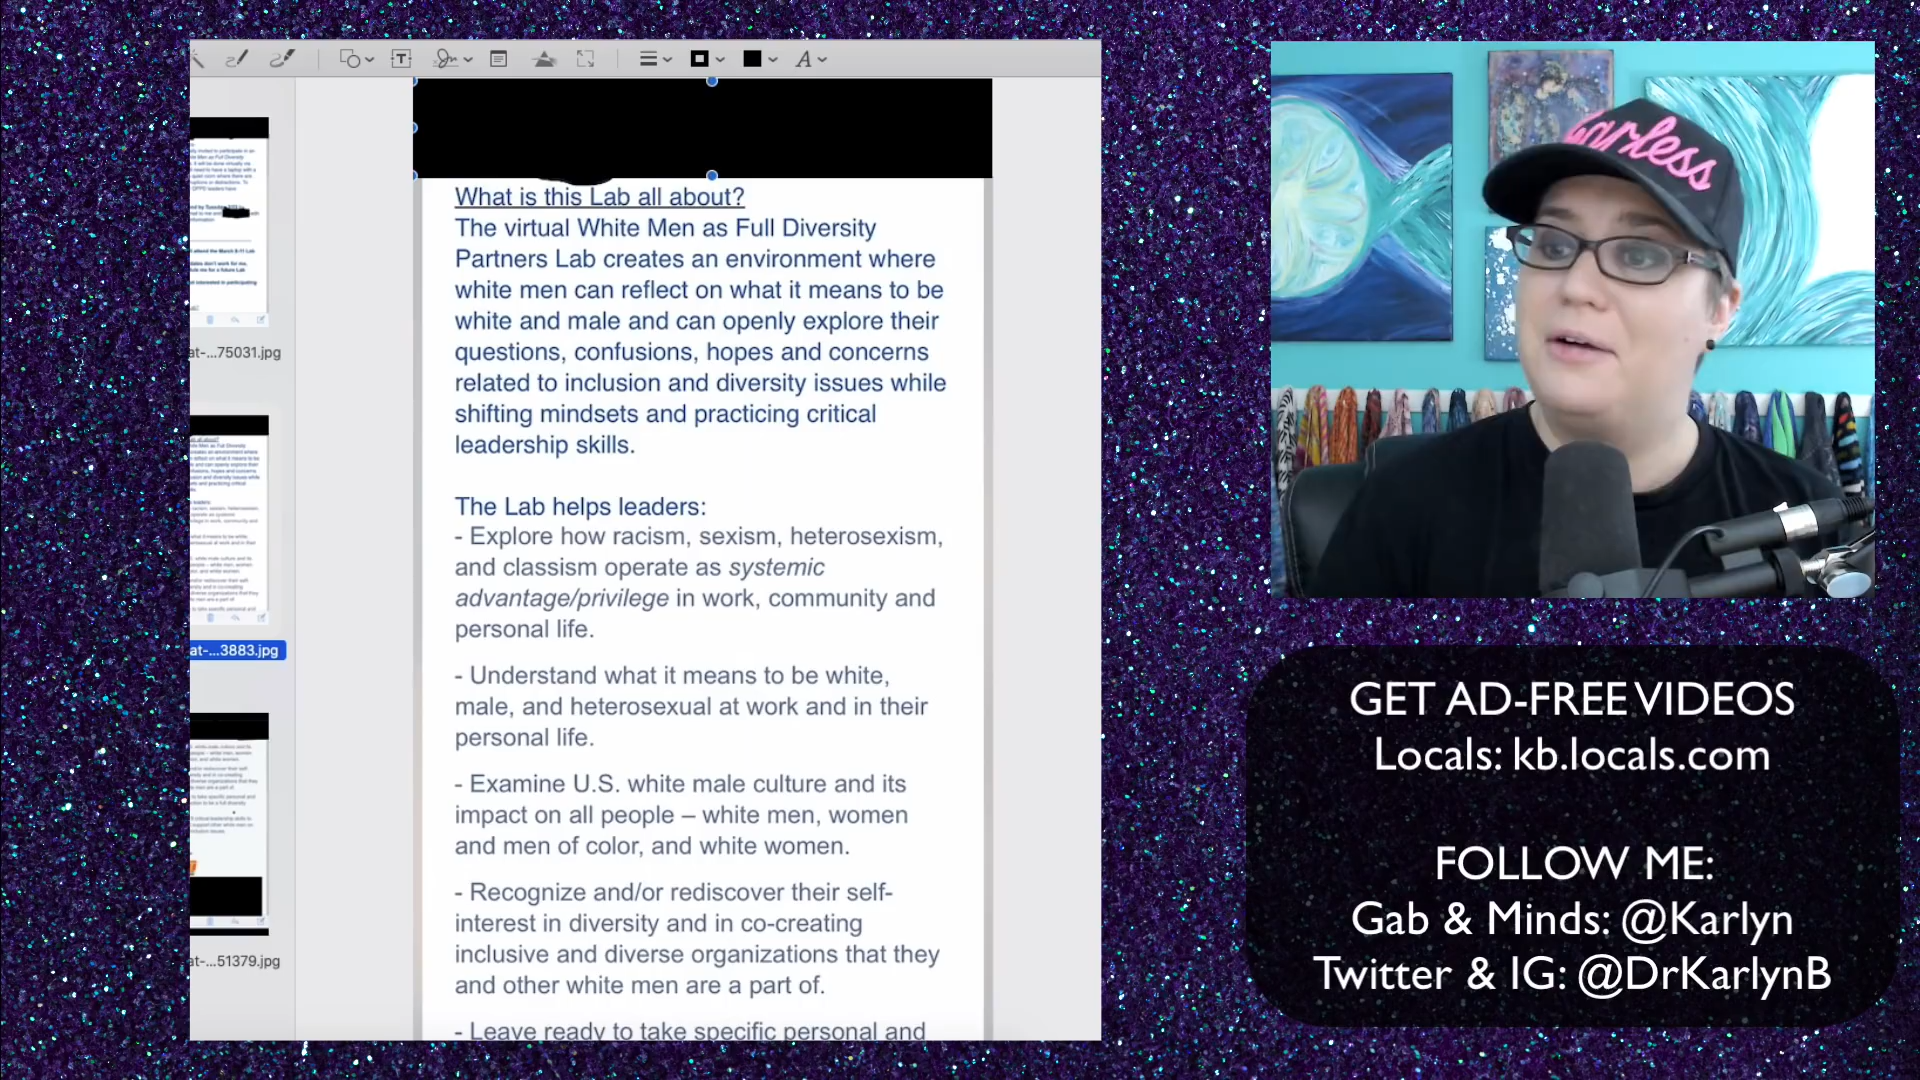 What is this Lab all about?
The virtual White Men as Full Diversity
Partners Lab creates an environment where
white men can reflect on what it means to be
white and male and can openly explore their
questions, confusions, hopes and concerns
related to inclusion and diversity issues while
shifting mindsets and practicing critical
leadership skills.
The Lab helps leaders:
- Explore how racism, sexism, heterosexism,
and classism operate as systemic
advantage/privilege in work, community and
personal life.
- Understand what it means to be white,
male, and heterosexual at work and in their
personal life.
- Examine U.S. white male culture and its
impact on all people – white men, women
and men of color, and white women.
- Recognize and/or rediscover their self-
interest in diversity and in co-creating
inclusive and diverse organizations that they
and other white men are a part of.
- Leave ready to take specific personal and
at-...75031.jpg
at-...3883.jpg
at-...51379.jpg
GET AD-FREE VIDEOS
Locals: kb.locals.com
FOLLOW ME:
Gab & Minds: @Karlyn
Twitter & IG: @DrKarlynB